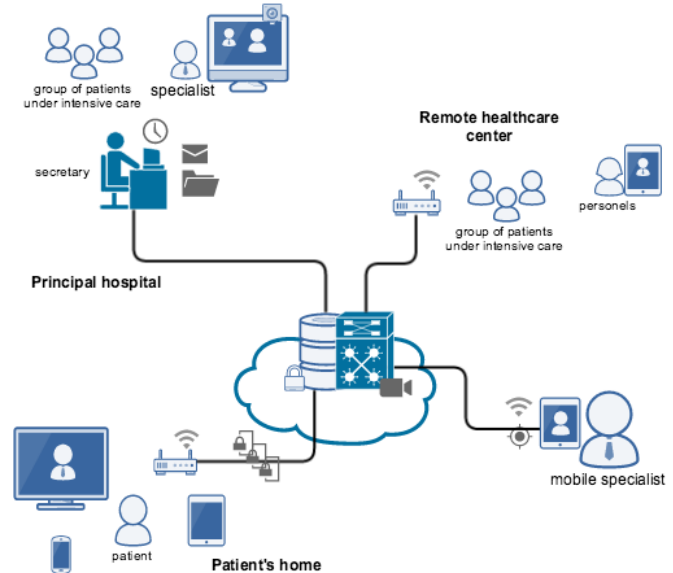 group of patients
under intensive care
specialist
secretary
Principal hospital
Remote healthcare
center
personels
group of patients
under intensive care
mobile specialist
patient
Patient's home